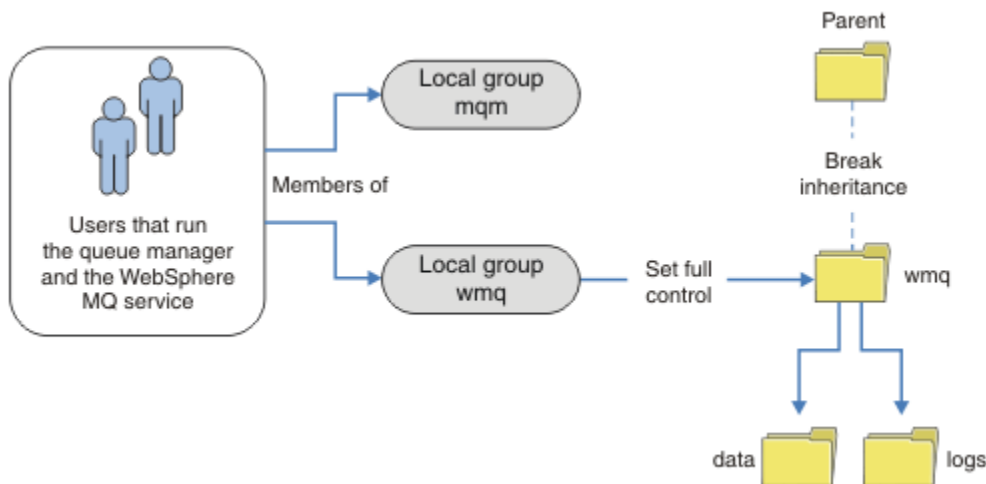 Parent
Local group
mqm
Break
inheritance
Members of
Users that run
the queue manager
and the WebSphere
MQ service
Local group
wmq
Set full
control
wmq
data
logs